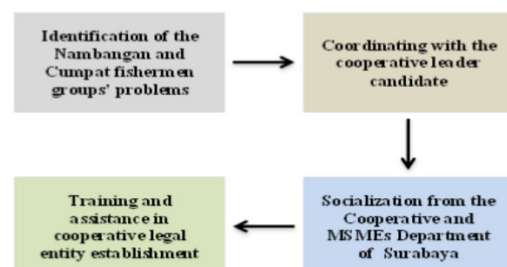 Identification of the
Nambangan and
Cumpat fishermen
groups' problems
Coordinating with the
cooperative leader
candidate
Socialization from the
Cooperative and
MSMEs Department
of Surabaya
Training and
assistance in
cooperative legal
entity establishment